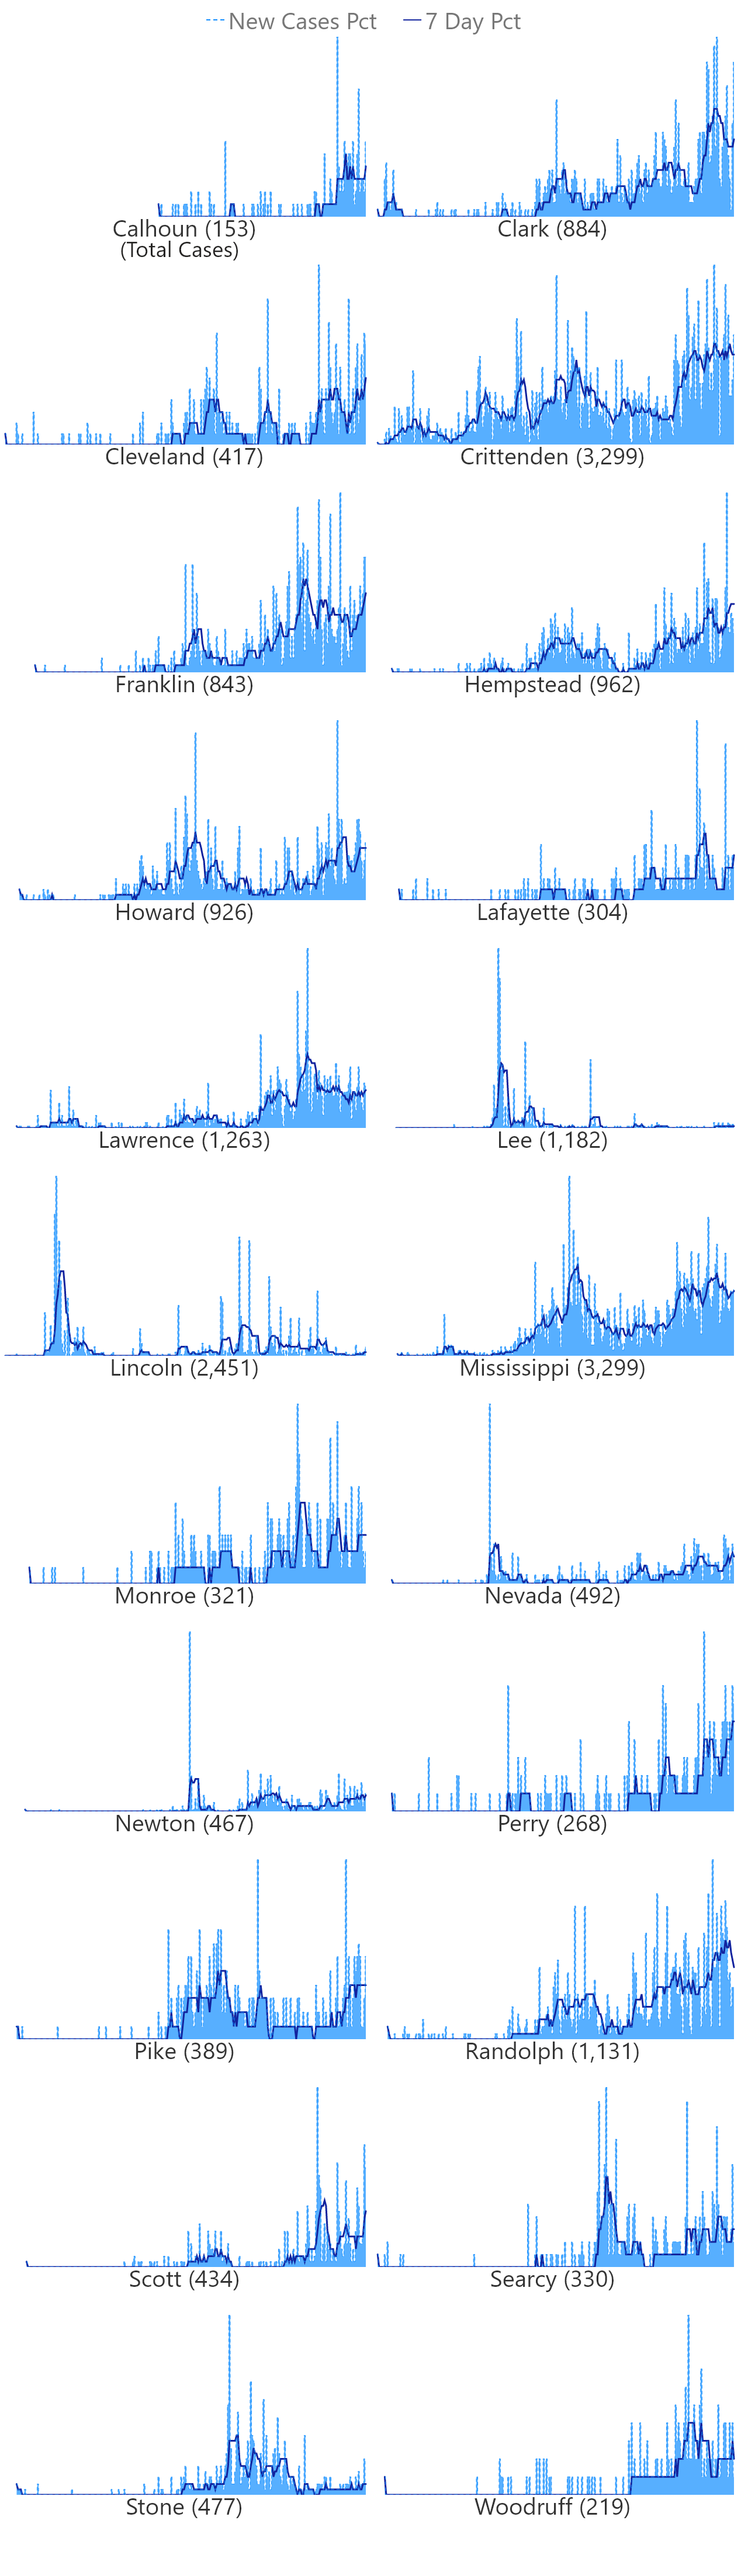 New Cases Pct 7 Day Pct
Calhoun (153)
(Total Cases)
Clark (884)
Cleveland (417)
Crittenden (3,299)
Franklin (843)
Hempstead (962)
Howard (926)
Lafayette (304)
Lawrence (1,263)
Lee (1,182)
Lincoln (2,451)
Mississippi (3,299)
Monroe (321)
Nevada (492)
Newton (467)
Perry (268)
Pike (389)
Randolph (1,131)
Scott (434)
Searcy (330)
Stone (477)
Woodruff (219)